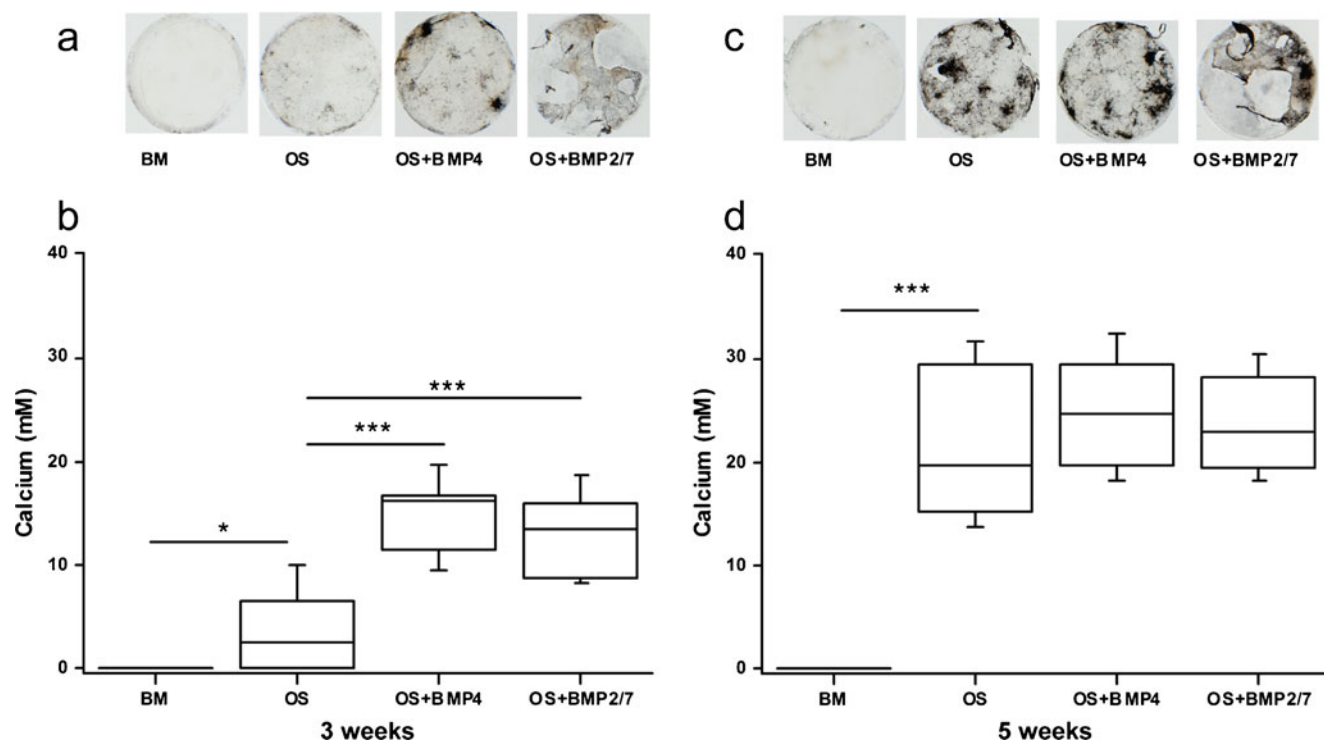 a
BM OS OS+BMP4 OS+BMP2/7
c
BM OS OS+BMP4 OS+BMP2/7
b
40
30
20
10
0
Calcium (mM)
*
***
***
BM OS OS+BMP4 OS+BMP2/7
3 weeks
d
40
30
20
10
0
Calcium (mM)
***
BM OS OS+BMP4 OS+BMP2/7
5 weeks